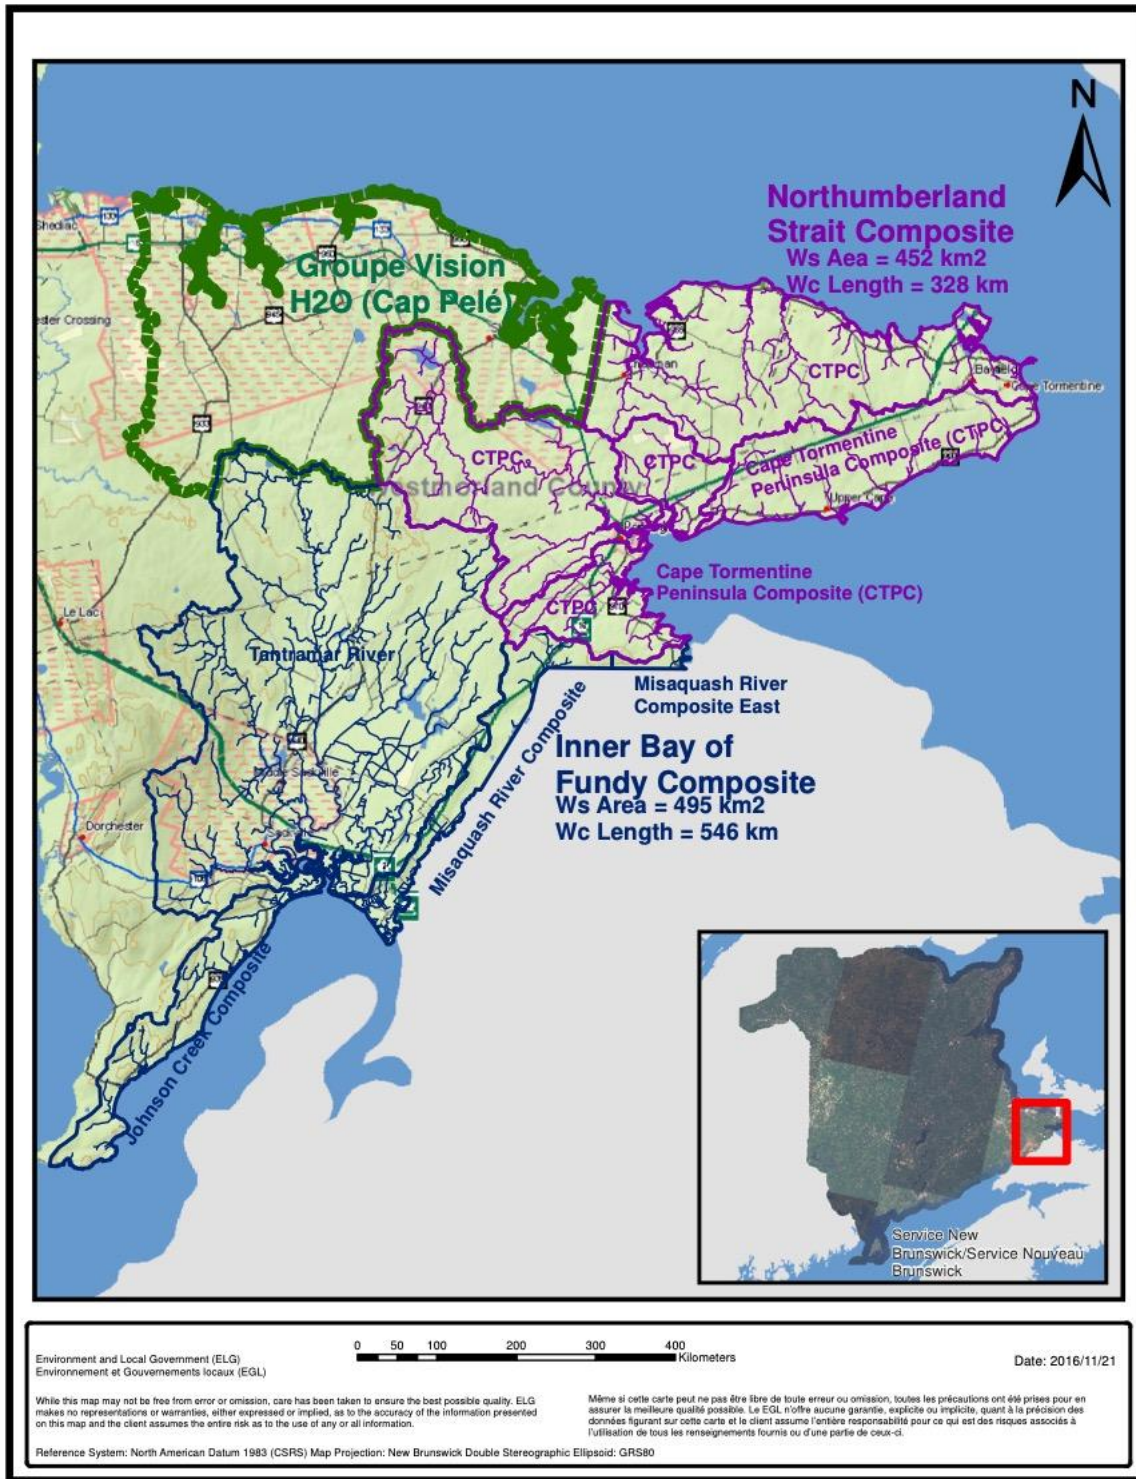 N
Northumberland
Strait Composite
Ws Aea = 452 km2
Wc Length = 328 km
Shediac
133
Groupe Vision
H2O (Cap Pelé)
945
CTPC
Cape Tormentine
933
CTPC
CTPC
Cape Tormentine
Peninsula Composite (CTPC)
Westmorland County
Upper Cape
Cape Tormentine
Peninsula Composite (CTPC)
CTPC
Le Lac
Tantramar River
Misaquash River
Composite East
Misaquash River Composite
Inner Bay of
Fundy Composite
Ws Area = 495 km2
Wc Length = 546 km
Middle Sackville
Dorchester
Johnson Creek Composite
Service New
Brunswick/Service Nouveau
Brunswick
0 50 100 200 300 400
Kilometers
Environment and Local Government (ELG)
Environnement et Gouvernements locaux (EGL)
Date: 2016/11/21
While this map may not be free from error or omission, care has been taken to ensure the best possible quality. ELG
makes no representations or warranties, either expressed or implied, as to the accuracy of the information presented
on this map and the client assumes the entire risk as to the use of any or all information.
Même si cette carte peut ne pas être libre de toute erreur ou omission, toutes les précautions ont été prises pour en
assurer la meilleure qualité possible. Le EGL n'offre aucune garantie, explicite ou implicite, quant à la précision des
données figurant sur cette carte et le client assume l'entière responsabilité pour ce qui est des risques associés à
l'utilisation de tous les renseignements fournis ou d'une partie de ceux-ci.
Reference System: North American Datum 1983 (CSRS) Map Projection: New Brunswick Double Stereographic Ellipsoid: GRS80